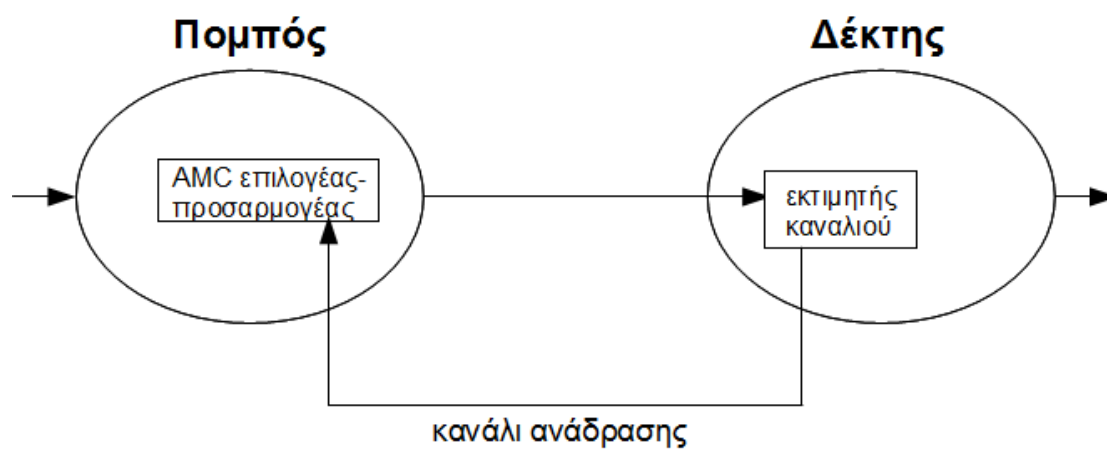 Πομπός
Δέκτης
AMC επιλογέας-
προσαρμογέας
εκτιμητής
καναλιού
κανάλι ανάδρασης